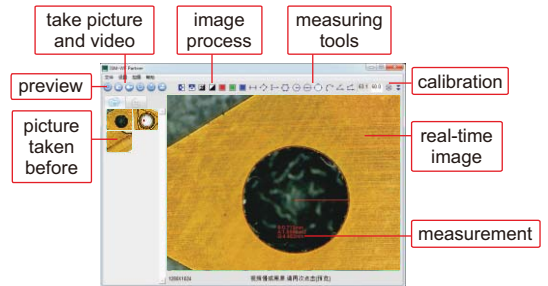 take picture
and video
image
process
measuring
tools
preview
calibration
picture
taken
before
real-time
image
measurement